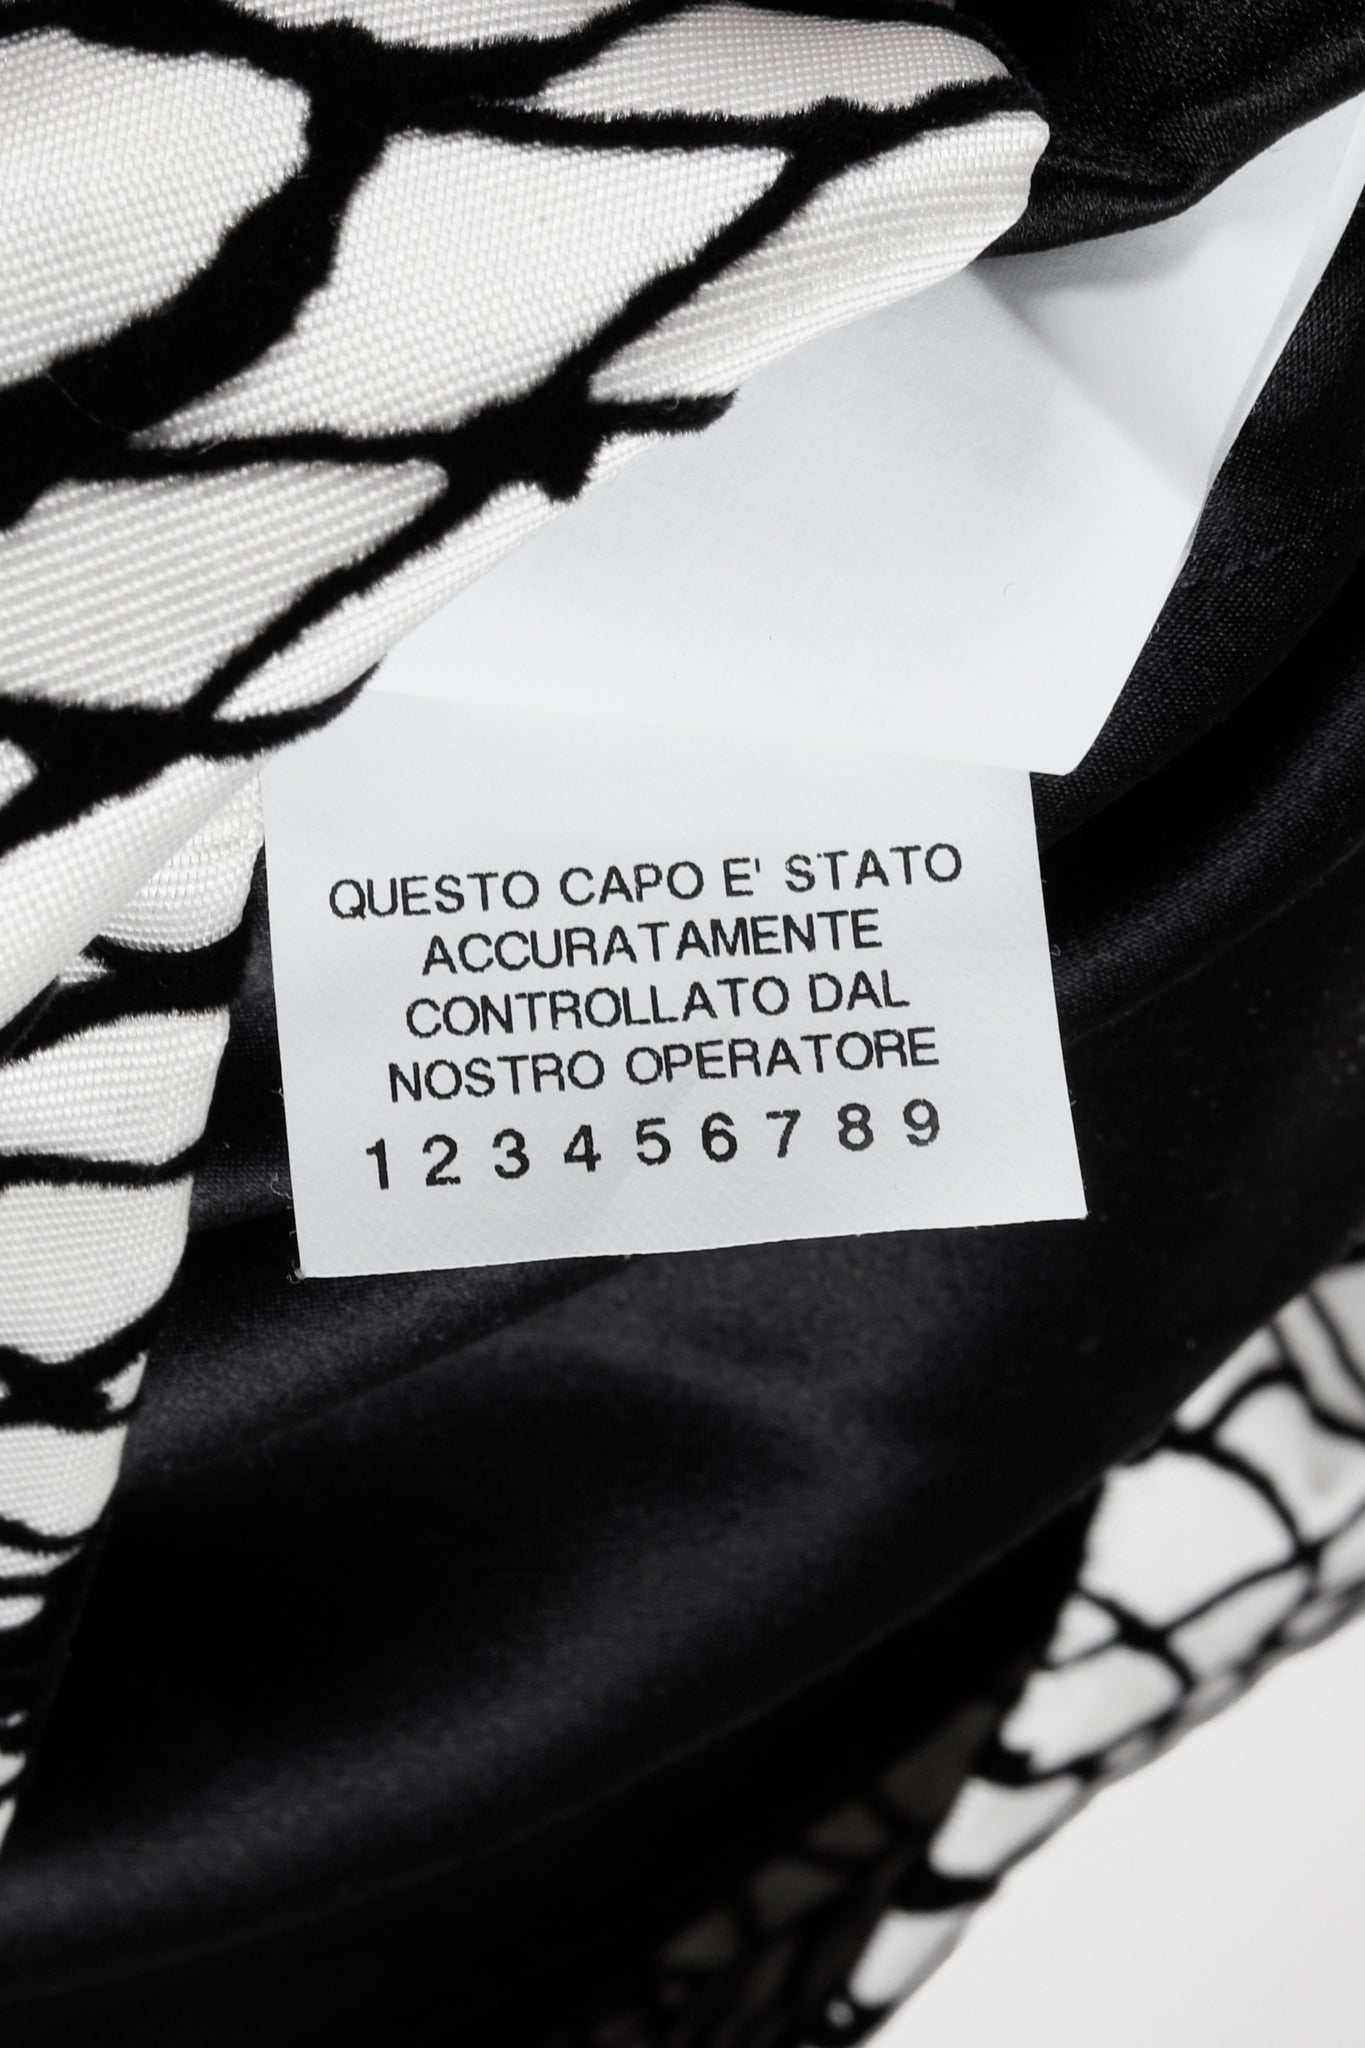 QUESTO CAPO E' STATO
ACCURATAMENTE
CONTROLLATO DAL
NOSTRO OPERATORE
1 2 3 4 5 6 7 8 9